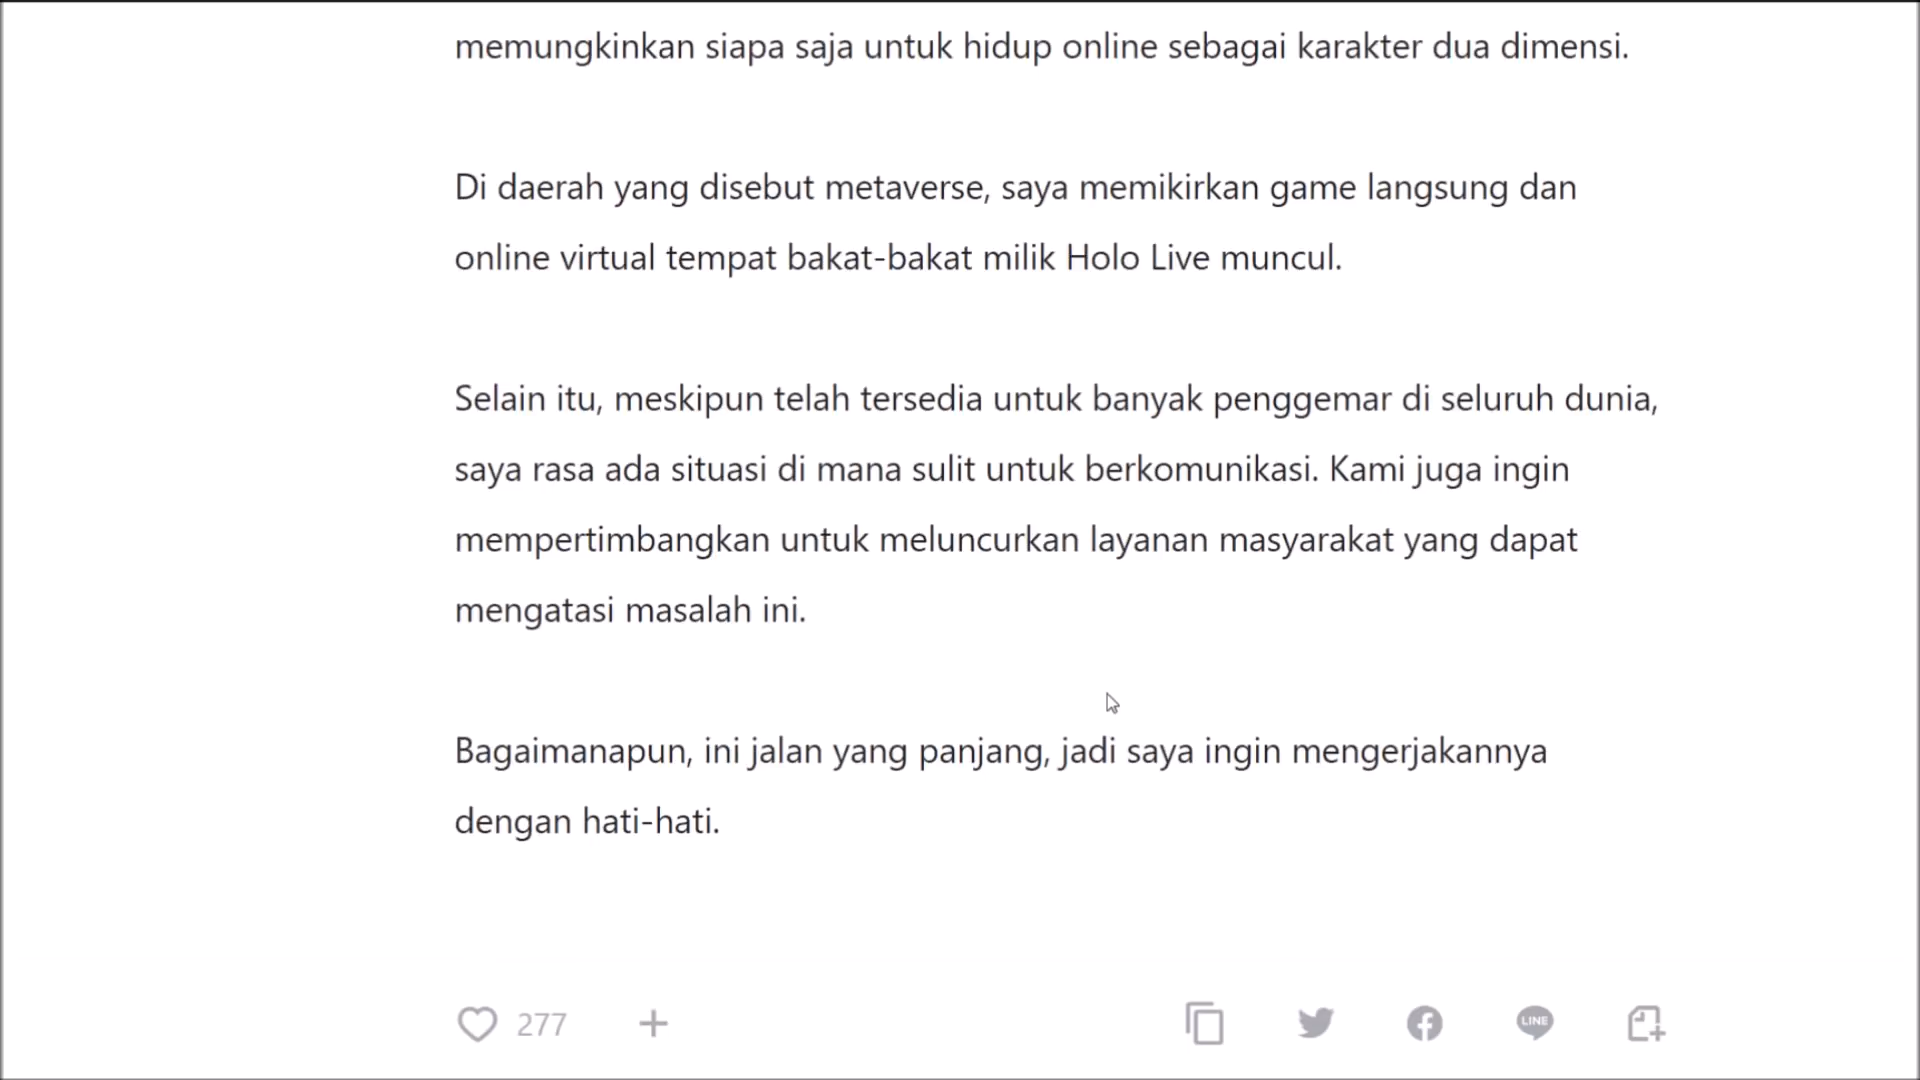 memungkinkan siapa saja untuk hidup online sebagai karakter dua dimensi.
Di daerah yang disebut metaverse, saya memikirkan game langsung dan
online virtual tempat bakat-bakat milik Holo Live muncul.
Selain itu, meskipun telah tersedia untuk banyak penggemar di seluruh dunia,
saya rasa ada situasi di mana sulit untuk berkomunikasi. Kami juga ingin
mempertimbangkan untuk meluncurkan layanan masyarakat yang dapat
mengatasi masalah ini.
Bagaimanapun, ini jalan yang panjang, jadi saya ingin mengerjakannya
dengan hati-hati.
277
LINE